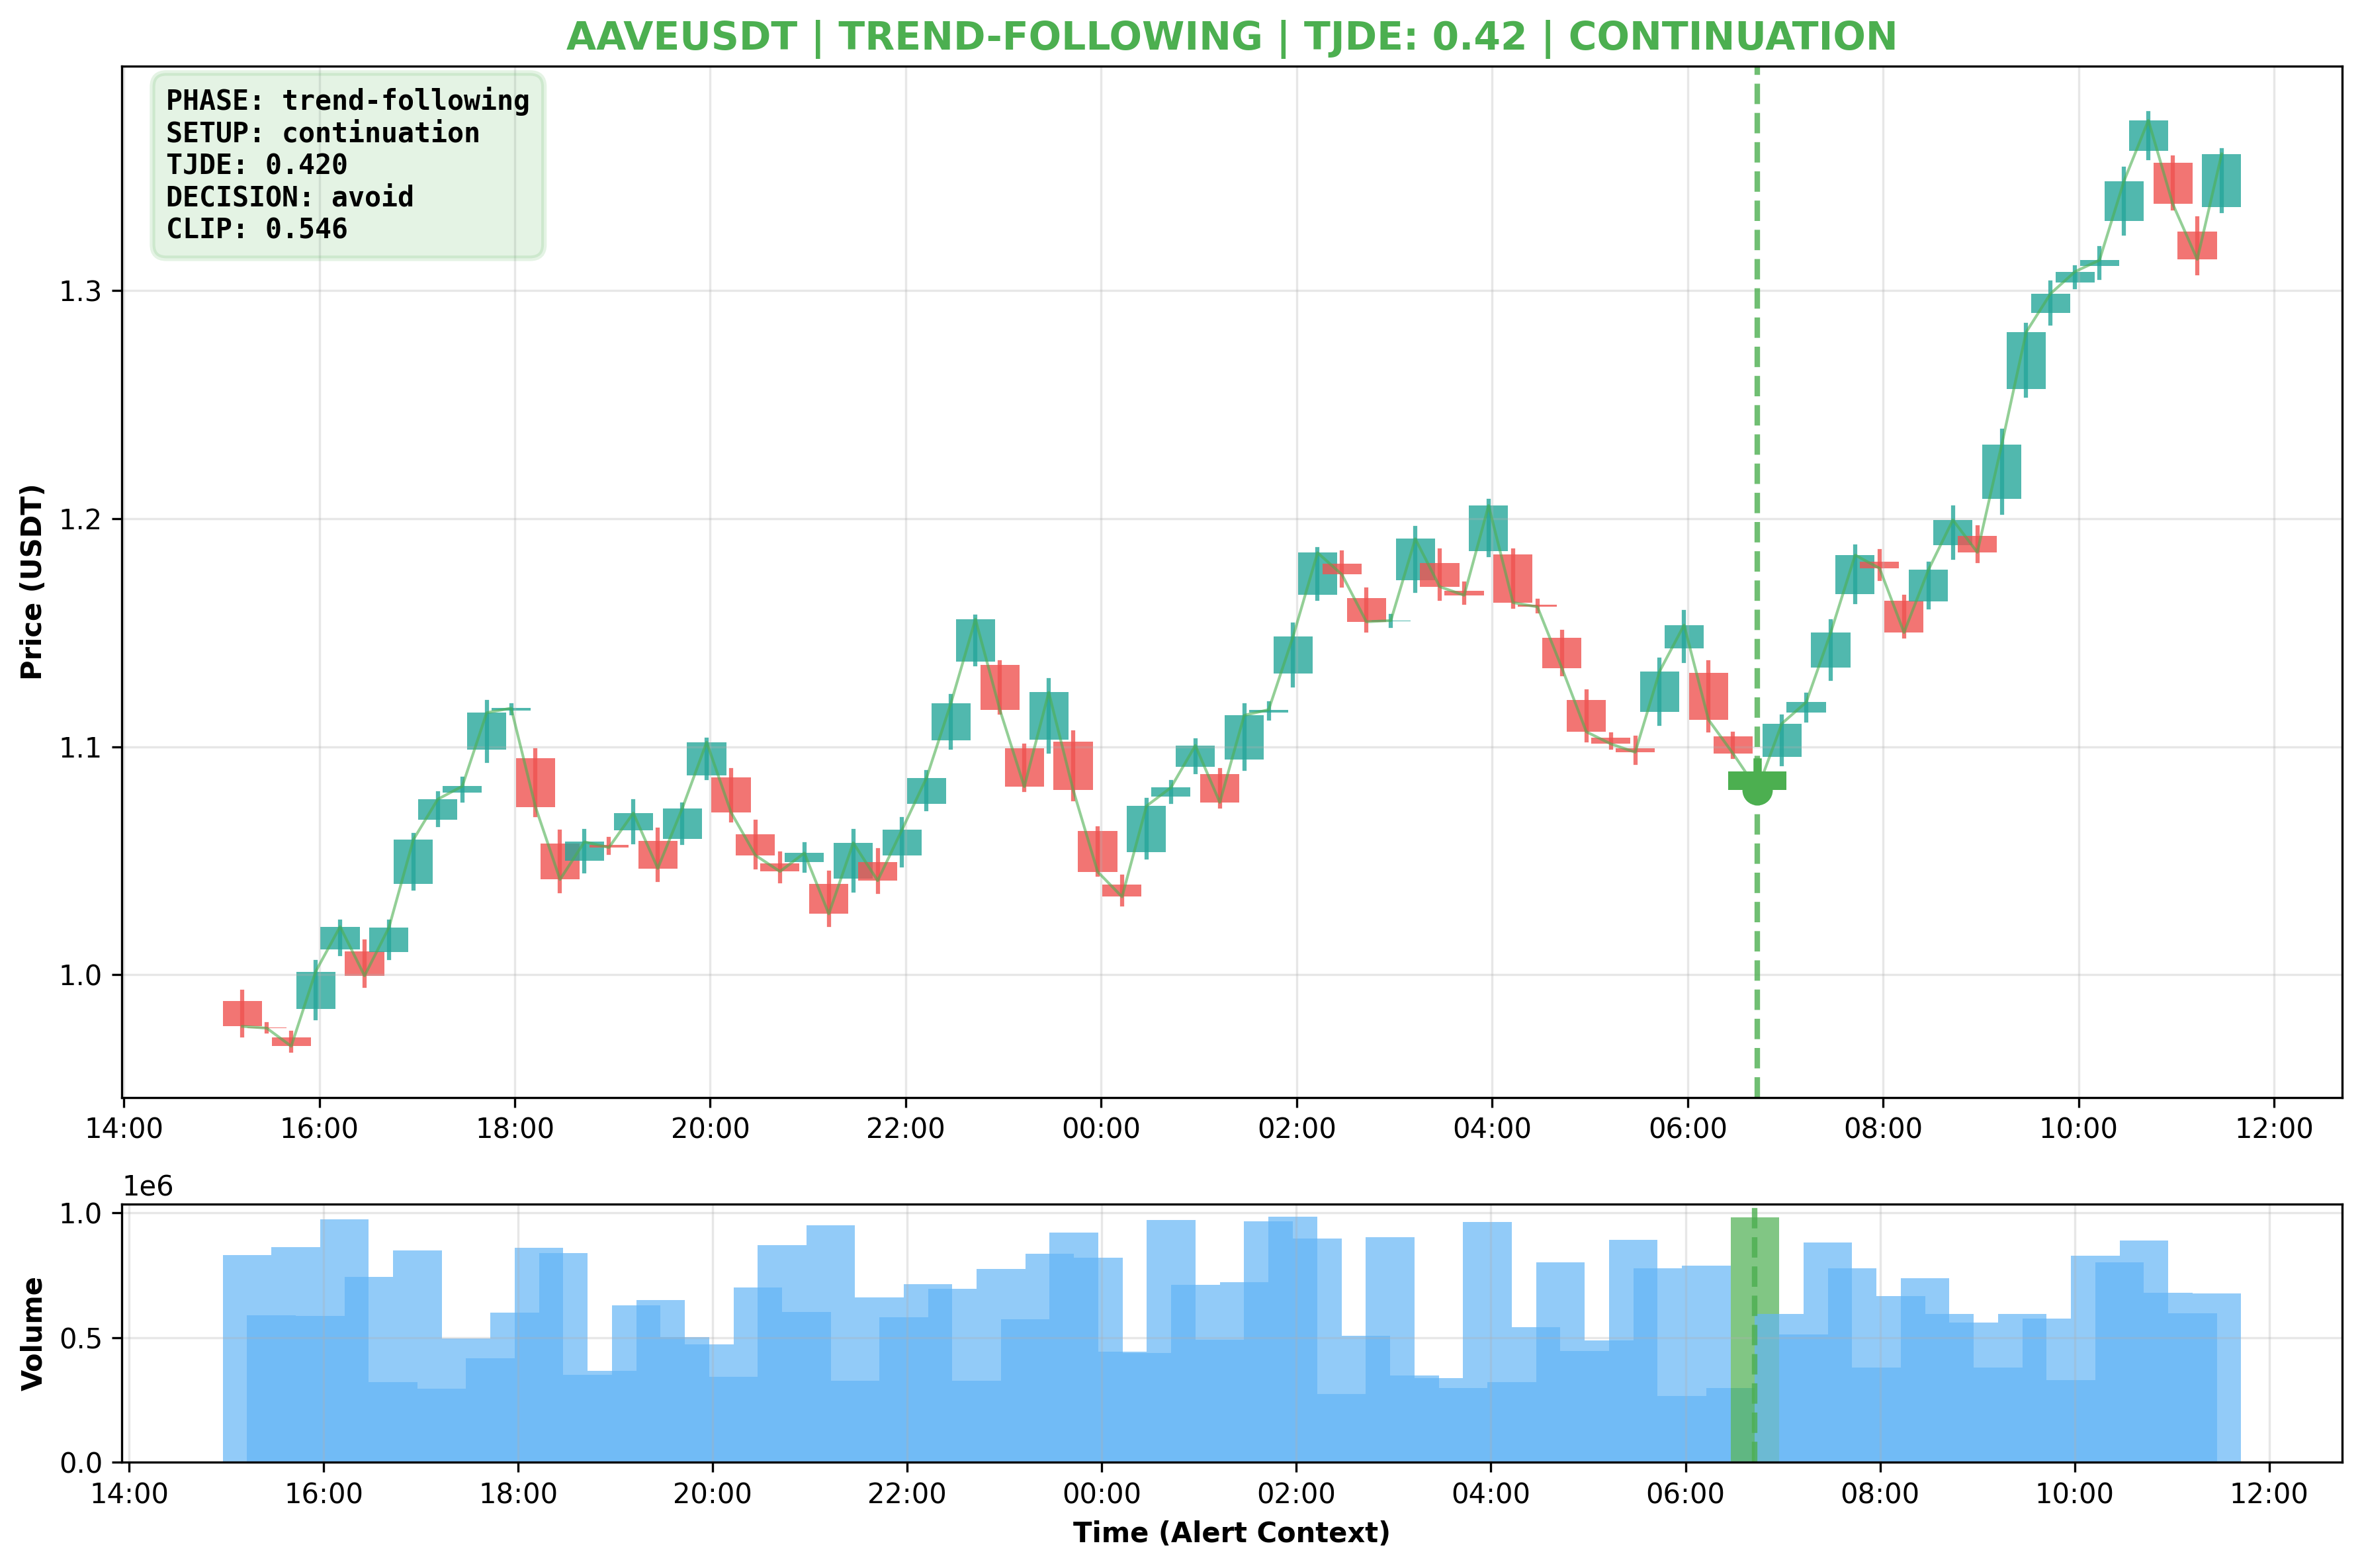 AAVEUSDT | TREND-FOLLOWING | TJDE: 0.42 | CONTINUATION
PHASE: trend-following
SETUP: continuation
TJDE: 0.420
DECISION: avoid
CLIP: 0.546
Price (USDT)
1.3
1.2
1.1
1.0
14:00 16:00 18:00 20:00 22:00 00:00 02:00 04:00 06:00 08:00 10:00 12:00
1e6
Volume
1.0
0.5
0.0
14:00 16:00 18:00 20:00 22:00 00:00 02:00 04:00 06:00 08:00 10:00 12:00
Time (Alert Context)